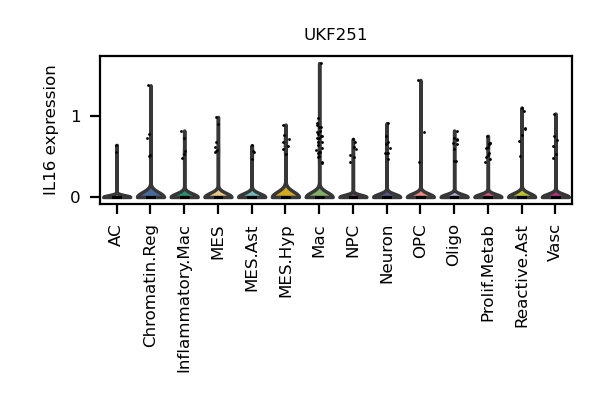 UKF251
IL16 expression
1
0
AC
Chromatin.Reg
Inflammatory.Mac
MES
MES.Ast
MES.Hyp
Mac
NPC
Neuron
OPC
Oligo
Prolif.Metab
Reactive.Ast
Vasc